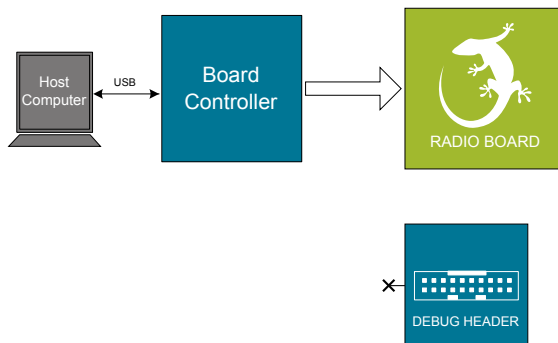 Host
Computer
USB
Board
Controller
RADIO BOARD
DEBUG HEADER